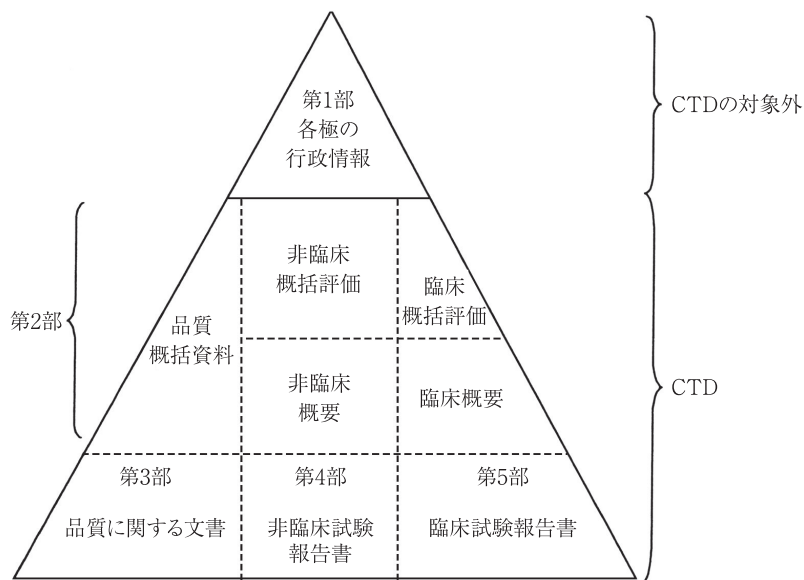 第1部
各極の
行政情報
CTDの対象外
第2部
品質
概括資料
非臨床
概括評価
臨床
概括評価
非臨床
概要
臨床概要
CTD
第3部
品質に関する文書
第4部
非臨床試験
報告書
第5部
臨床試験報告書